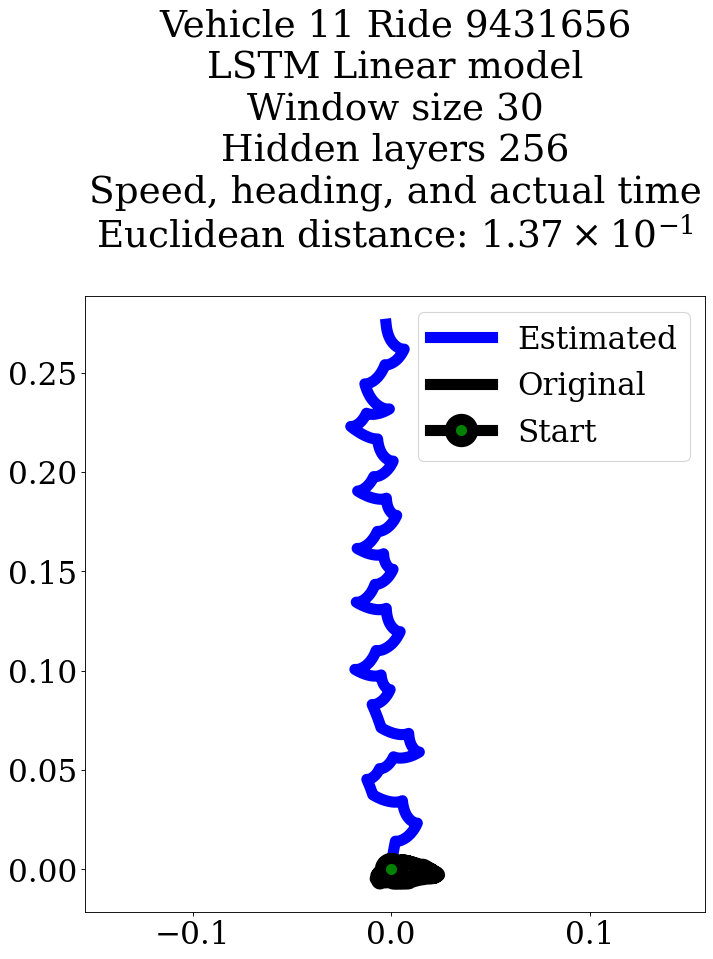 Vehicle 11 Ride 9431656
LSTM Linear model
Window size 30
Hidden layers 256
Speed, heading, and actual time
Euclidean distance: 1.37 × 10⁻¹
Estimated
Original
Start
0.25
0.20
0.15
0.10
0.05
0.00
−0.1
0.0
0.1